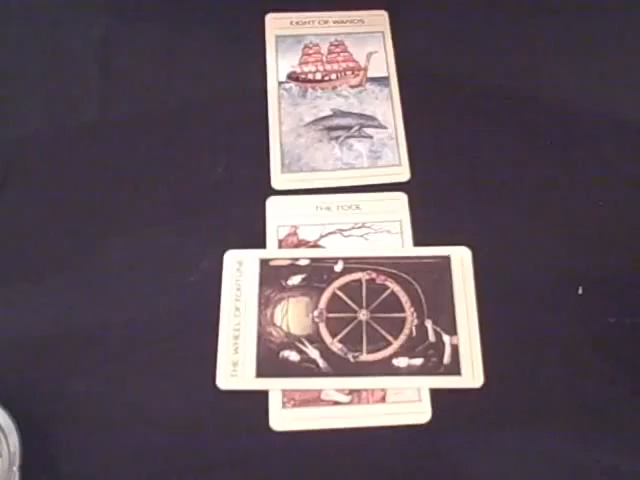 EIGHT OF WANDS
THE FOOL
THE WHEEL OF FORTUNE